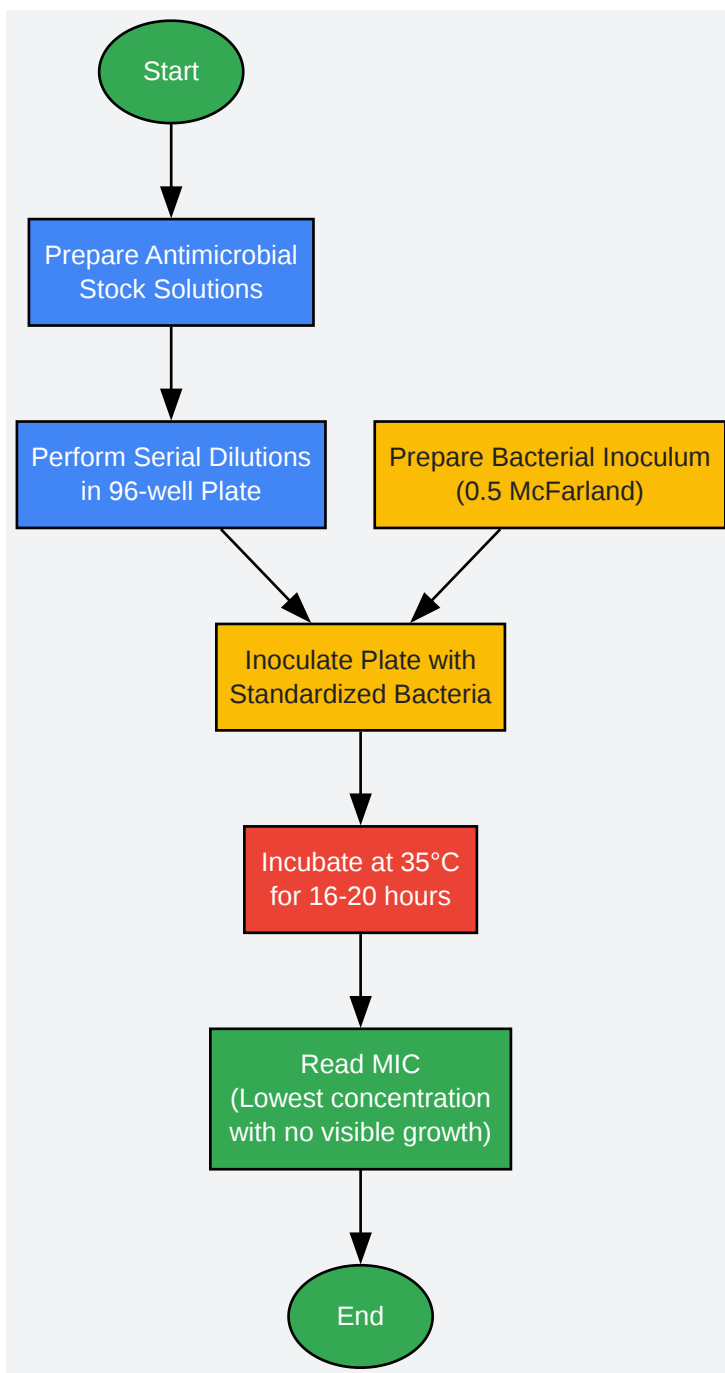 Start
Prepare Antimicrobial
Stock Solutions
Perform Serial Dilutions
in 96-well Plate
Prepare Bacterial Inoculum
(0.5 McFarland)
Inoculate Plate with
Standardized Bacteria
Incubate at 35°C
for 16-20 hours
Read MIC
(Lowest concentration
with no visible growth)
End